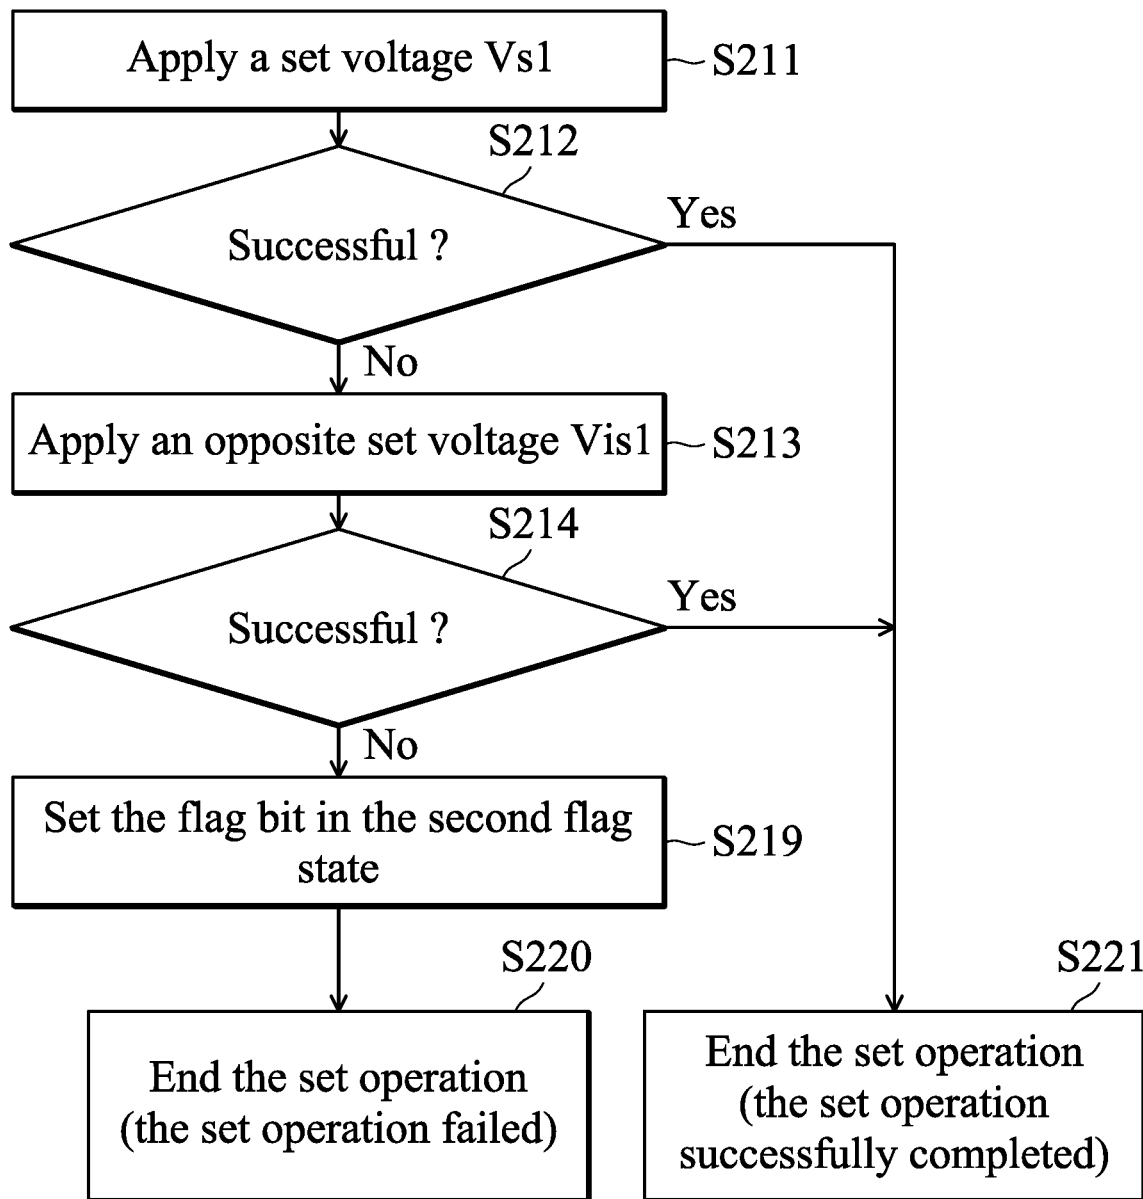 Apply a set voltage Vs1
S211
S212
Successful ?
Yes
No
Apply an opposite set voltage Vis1
S213
S214
Successful ?
Yes
No
Set the flag bit in the second flag
state
S219
S220
End the set operation
(the set operation failed)
S221
End the set operation
(the set operation
successfully completed)